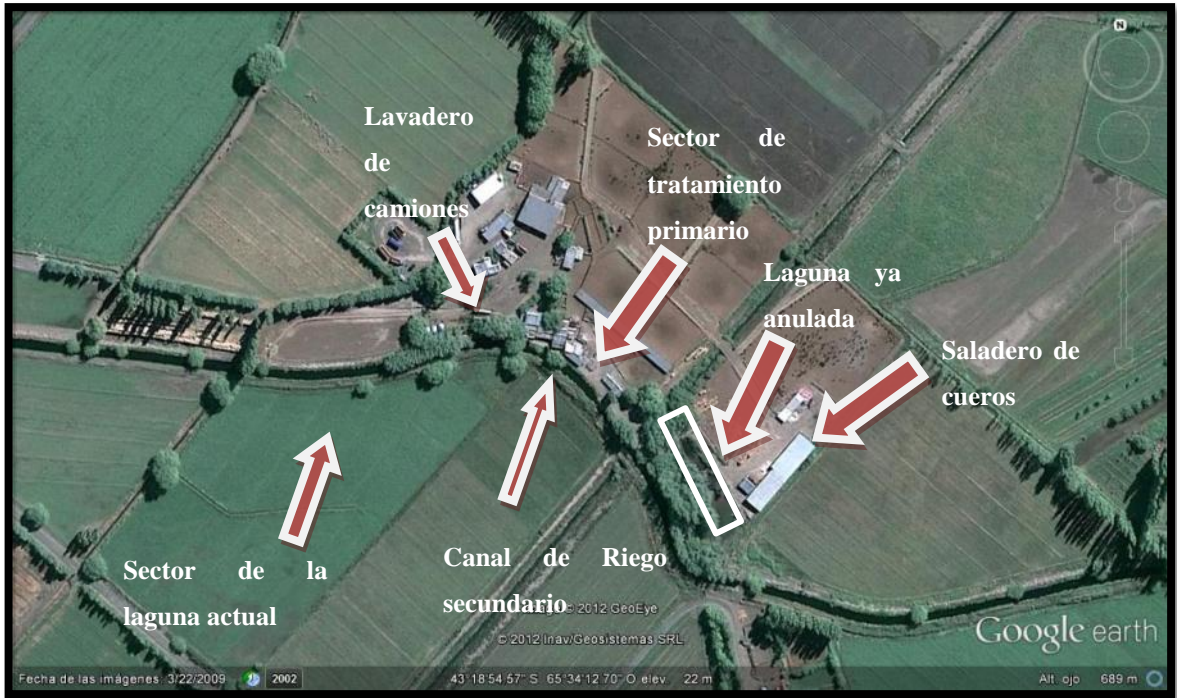 N
Lavadero
de
camiones
Sector de
tratamiento
primario
Laguna ya
anulada
Saladero de
cueros
Sector de la
laguna actual
Canal de Riego
secundario
© 2012 GeoEye
© 2012 Inav/Geosistemas SRL
Google earth
Fecha de las imágenes: 3/22/2009 2002 43°18'54.57" S 65°34'12.70" O elev. 22 m Alt. ojo 689 m